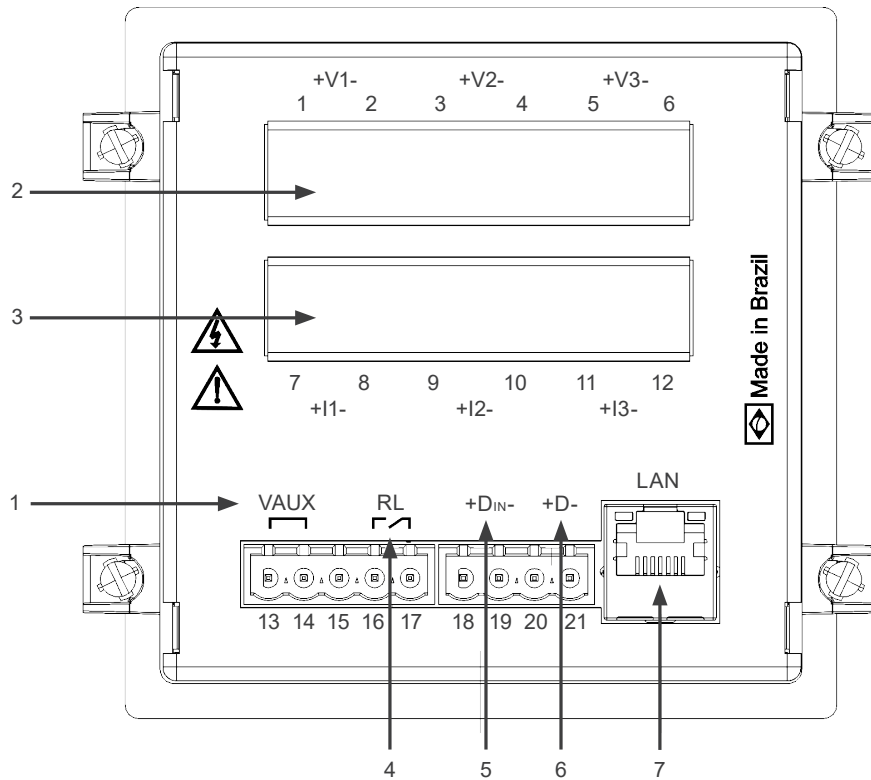 +V1- +V2- +V3-
1 2 3 4 5 6
2
3
Made in Brazil
7 8 9 10 11 12
+I1- +I2- +I3-
LAN
1
VAUX RL +DIN- +D-
13 14 15 16 17 18 19 20 21
4 5 6 7